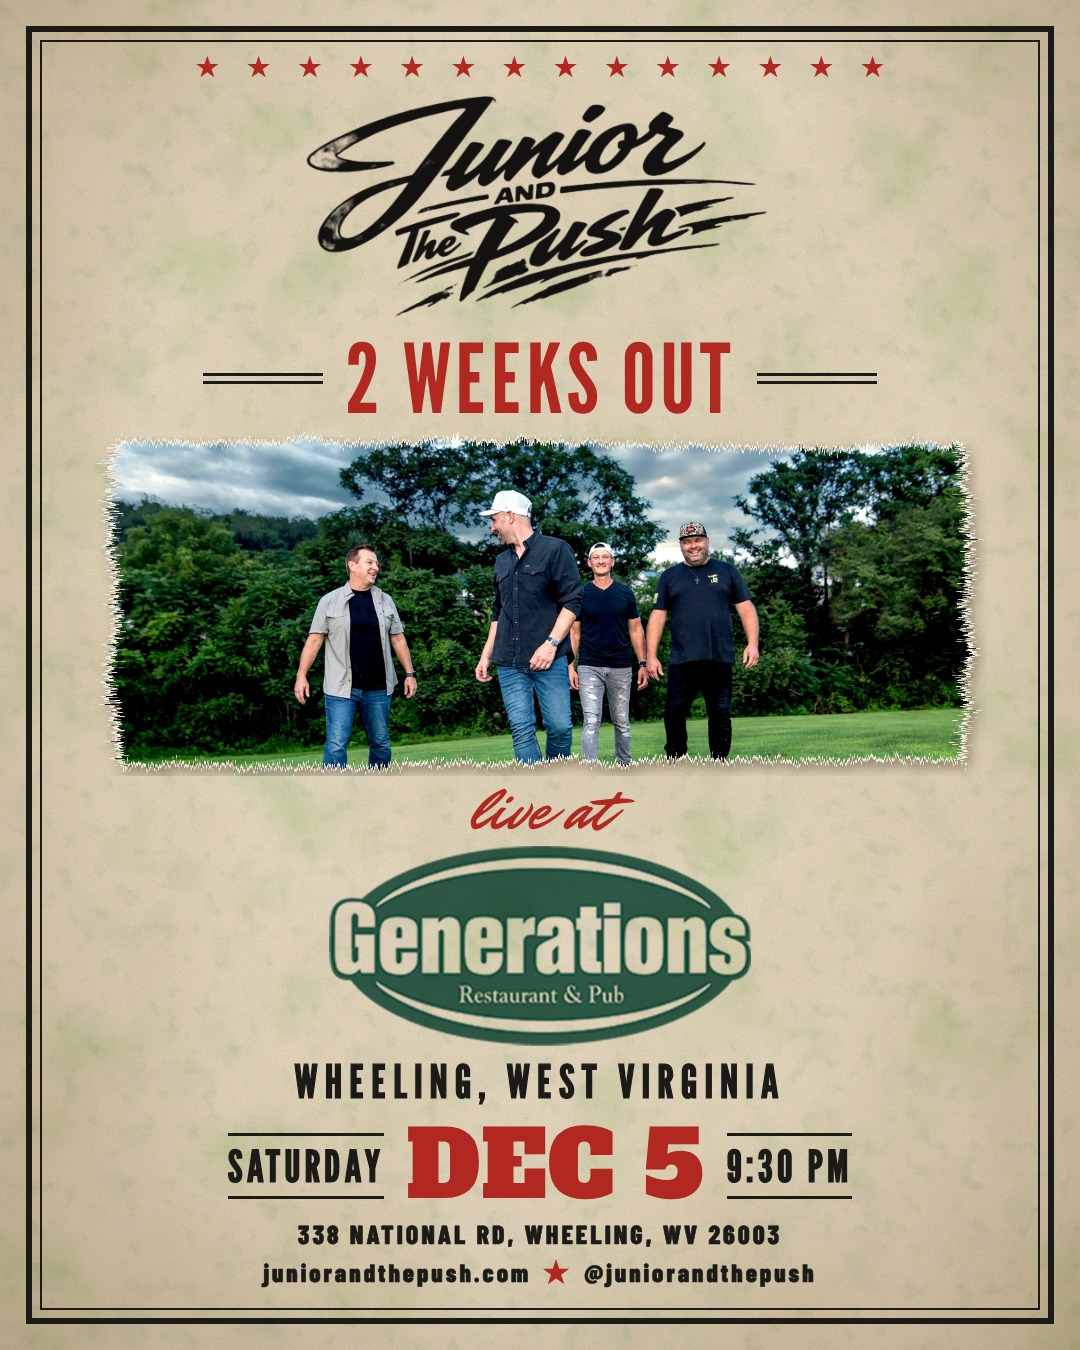 Junior
AND
The Push
2 WEEKS OUT
live at
Generations
Restaurant & Pub
WHEELING, WEST VIRGINIA
SATURDAY DEC 5 9:30 PM
338 NATIONAL RD, WHEELING, WV 26003
juniorandthepush.com ★ @juniorandthepush